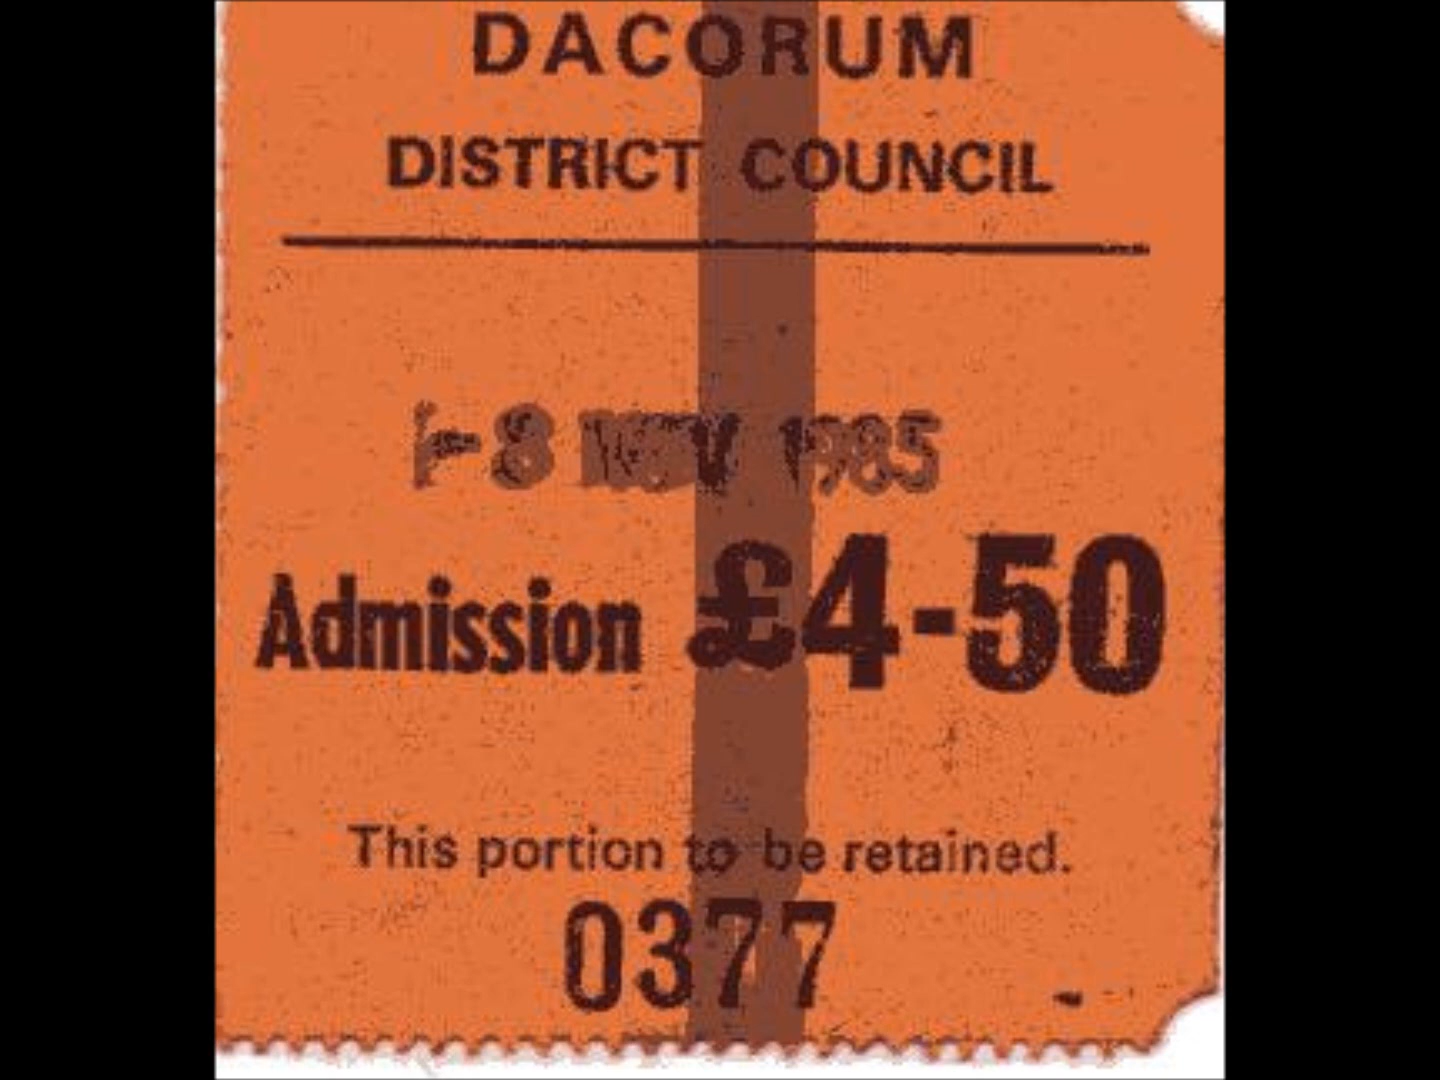 DACORUM
DISTRICT COUNCIL
-8 NOV 1985
Admission £4-50
This portion to be retained.
0377